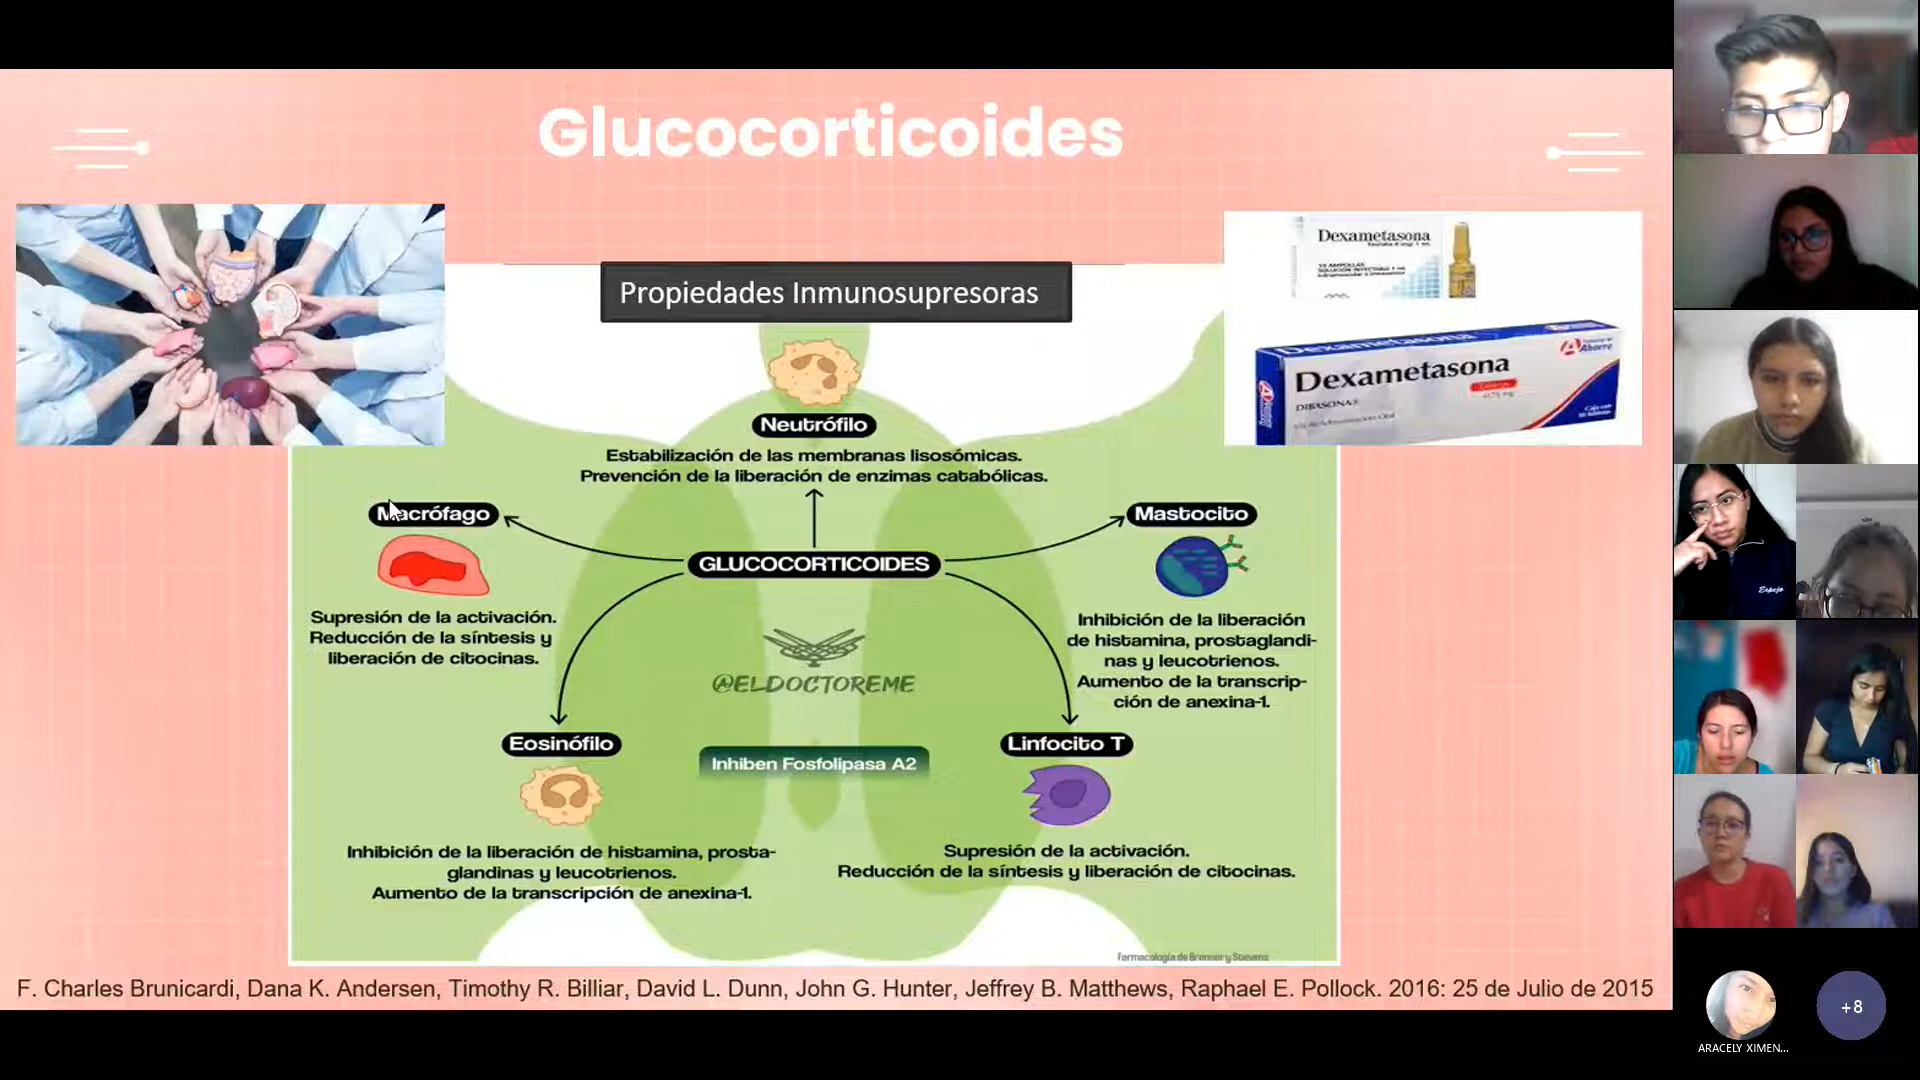 Glucocorticoides
Propiedades Inmunosupresoras
Dexametasona
10 AMPOLLAS
Dexametasona
Dexametasona
DIBASONA®
Ahorro
Neutrófilo
Estabilización de las membranas lisosómicas.
Prevención de la liberación de enzimas catabólicas.
Macrófago
Supresión de la activación.
Reducción de la síntesis y
liberación de citocinas.
GLUCOCORTICOIDES
Mastocito
Inhibición de la liberación
de histamina, prostaglandi-
nas y leucotrienos.
Aumento de la transcrip-
ción de anexina-1.
@ELDOCTOREME
Eosinófilo
Inhibición de la liberación de histamina, prosta-
glandinas y leucotrienos.
Aumento de la transcripción de anexina-1.
Inhiben Fosfolipasa A2
Linfocito T
Supresión de la activación.
Reducción de la síntesis y liberación de citocinas.
Farmacología de Brenner y Stevens
F. Charles Brunicardi, Dana K. Andersen, Timothy R. Billiar, David L. Dunn, John G. Hunter, Jeffrey B. Matthews, Raphael E. Pollock. 2016: 25 de Julio de 2015
Espejo
+8
ARACELY XIMEN...